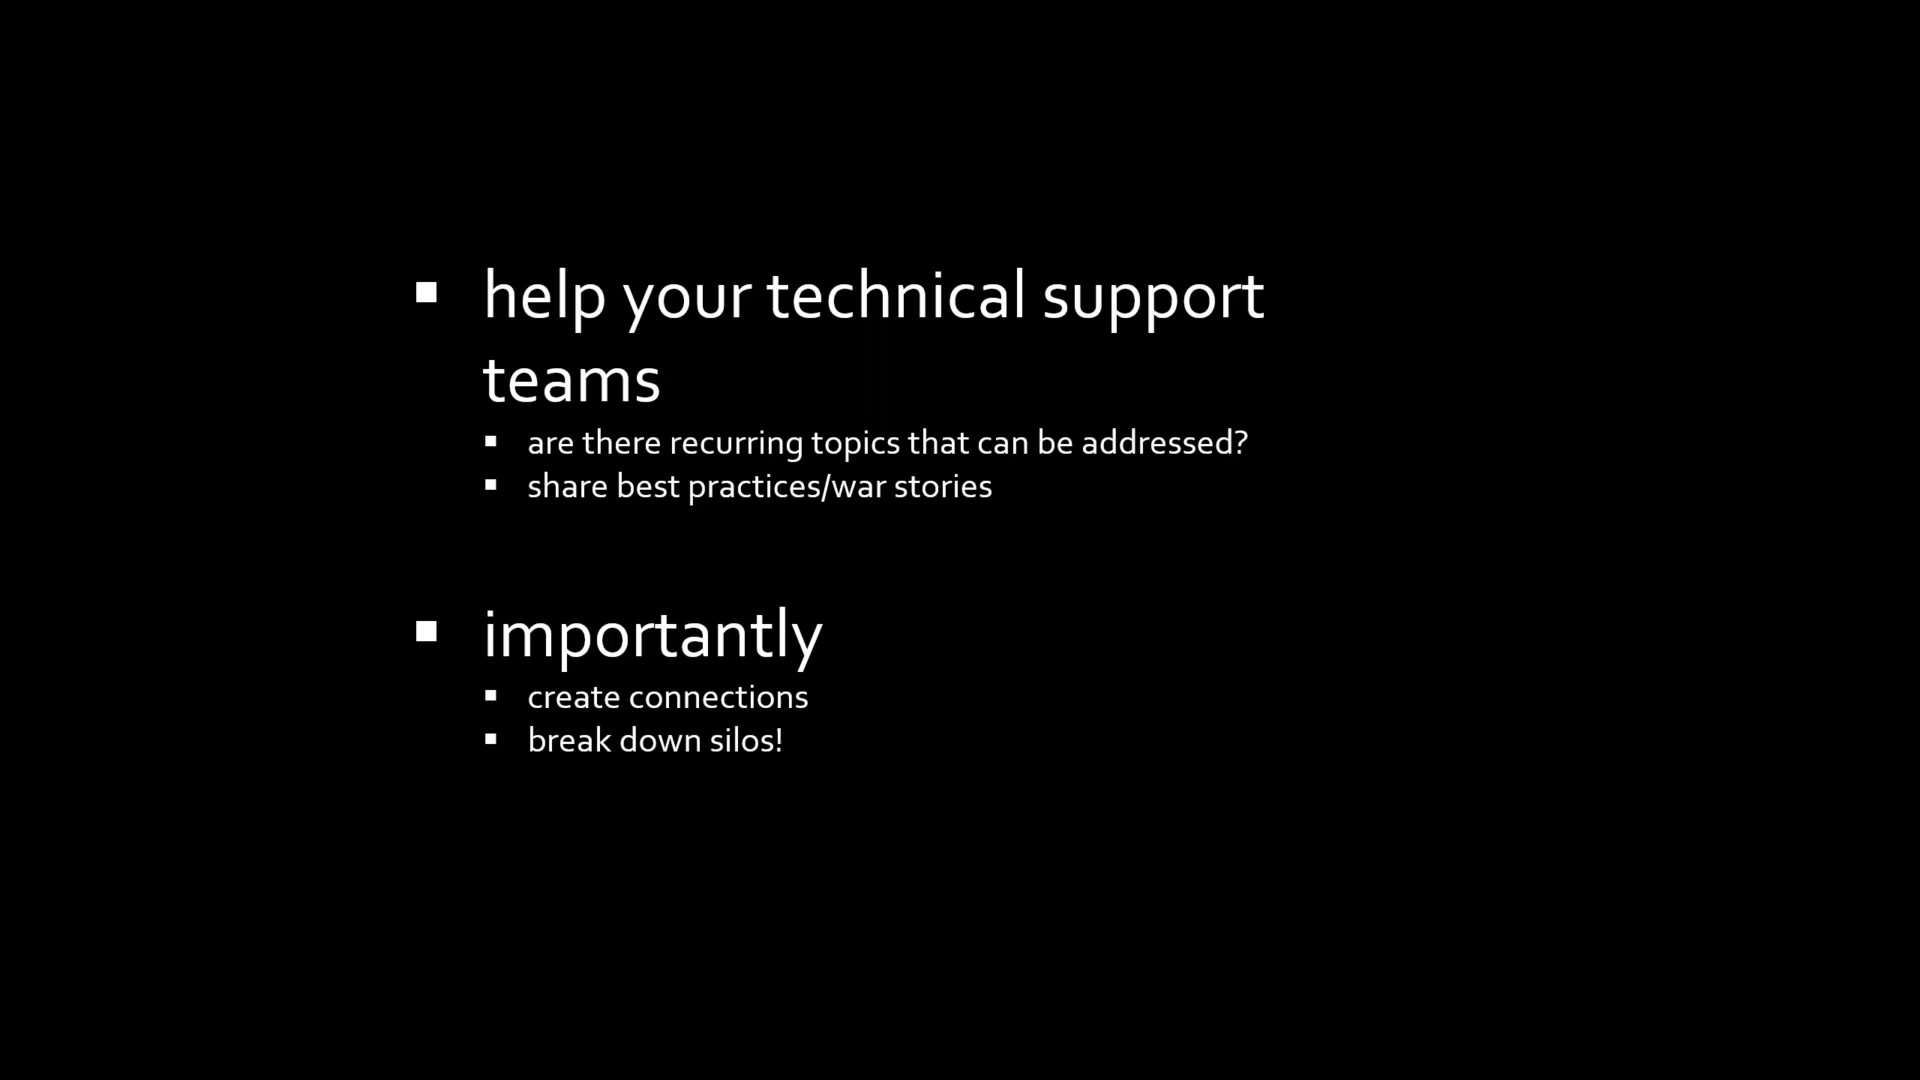 help your technical support
teams
are there recurring topics that can be addressed?
share best practices/war stories
importantly
create connections
break down silos!